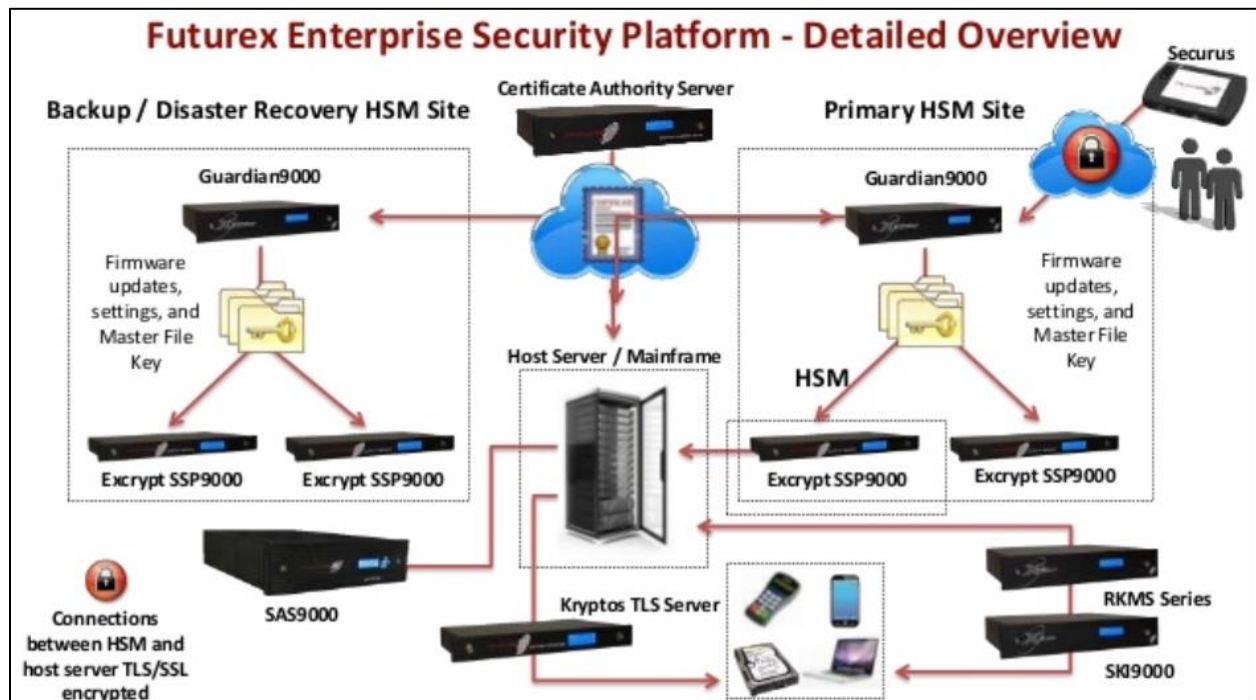 Futurex Enterprise Security Platform - Detailed Overview
Securus
Certificate Authority Server
Backup / Disaster Recovery HSM Site
Primary HSM Site
Guardian9000
Guardian9000
Firmware
updates,
settings, and
Master File
Key
Firmware
updates,
settings, and
Master File
Key
Host Server / Mainframe
HSM
Excrypt SSP9000
Excrypt SSP9000
Excrypt SSP9000
Excrypt SSP9000
SAS9000
Kryptos TLS Server
RKMS Series
SKI9000
Connections
between HSM and
host server TLS/SSL
encrypted